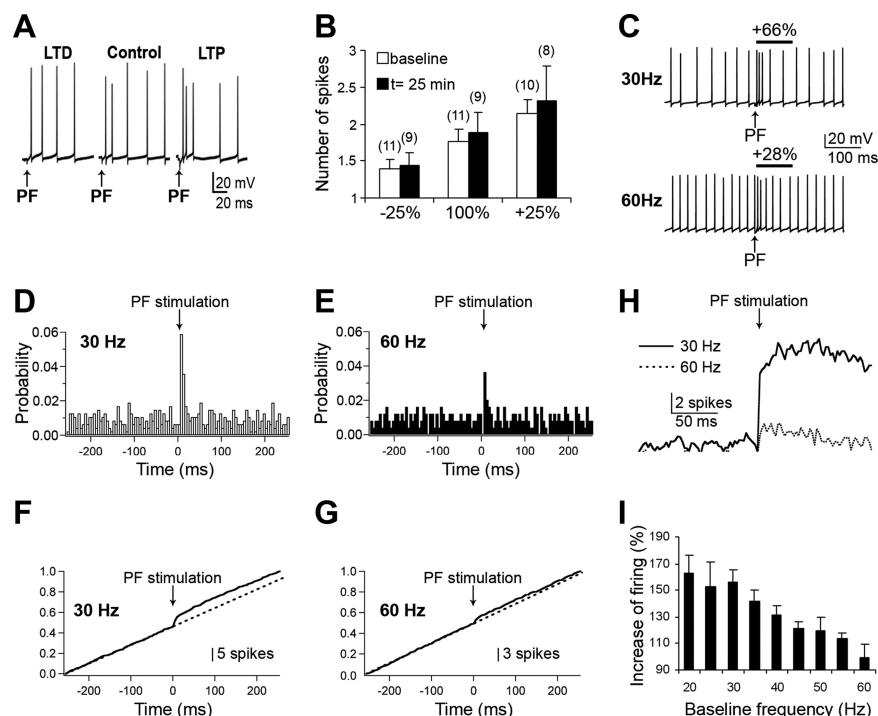 A
LTD Control LTP
PF PF PF
20 mV
20 ms
B
Number of spikes
3
2.5
2
1.5
1
baseline
t= 25 min
(11) (9) (11) (9) (10) (8)
-25% 100% +25%
C
+66%
30Hz
PF
20 mV
100 ms
+28%
60Hz
PF
D
PF stimulation
30 Hz
Probability
0.06
0.04
0.02
0.00
-200 -100 0 100 200
Time (ms)
E
PF stimulation
60 Hz
Probability
0.06
0.04
0.02
0.00
-200 -100 0 100 200
Time (ms)
H
PF stimulation
30 Hz
60 Hz
2 spikes
50 ms
F
PF stimulation
30 Hz
1.0
0.8
0.6
0.4
0.2
0.0
5 spikes
-200 -100 0 100 200
Time (ms)
G
PF stimulation
60 Hz
1.0
0.8
0.6
0.4
0.2
0.0
3 spikes
-200 -100 0 100 200
Time (ms)
I
Increase of firing (%)
190
170
150
130
110
90
20 30 40 50 60
Baseline frequency (Hz)